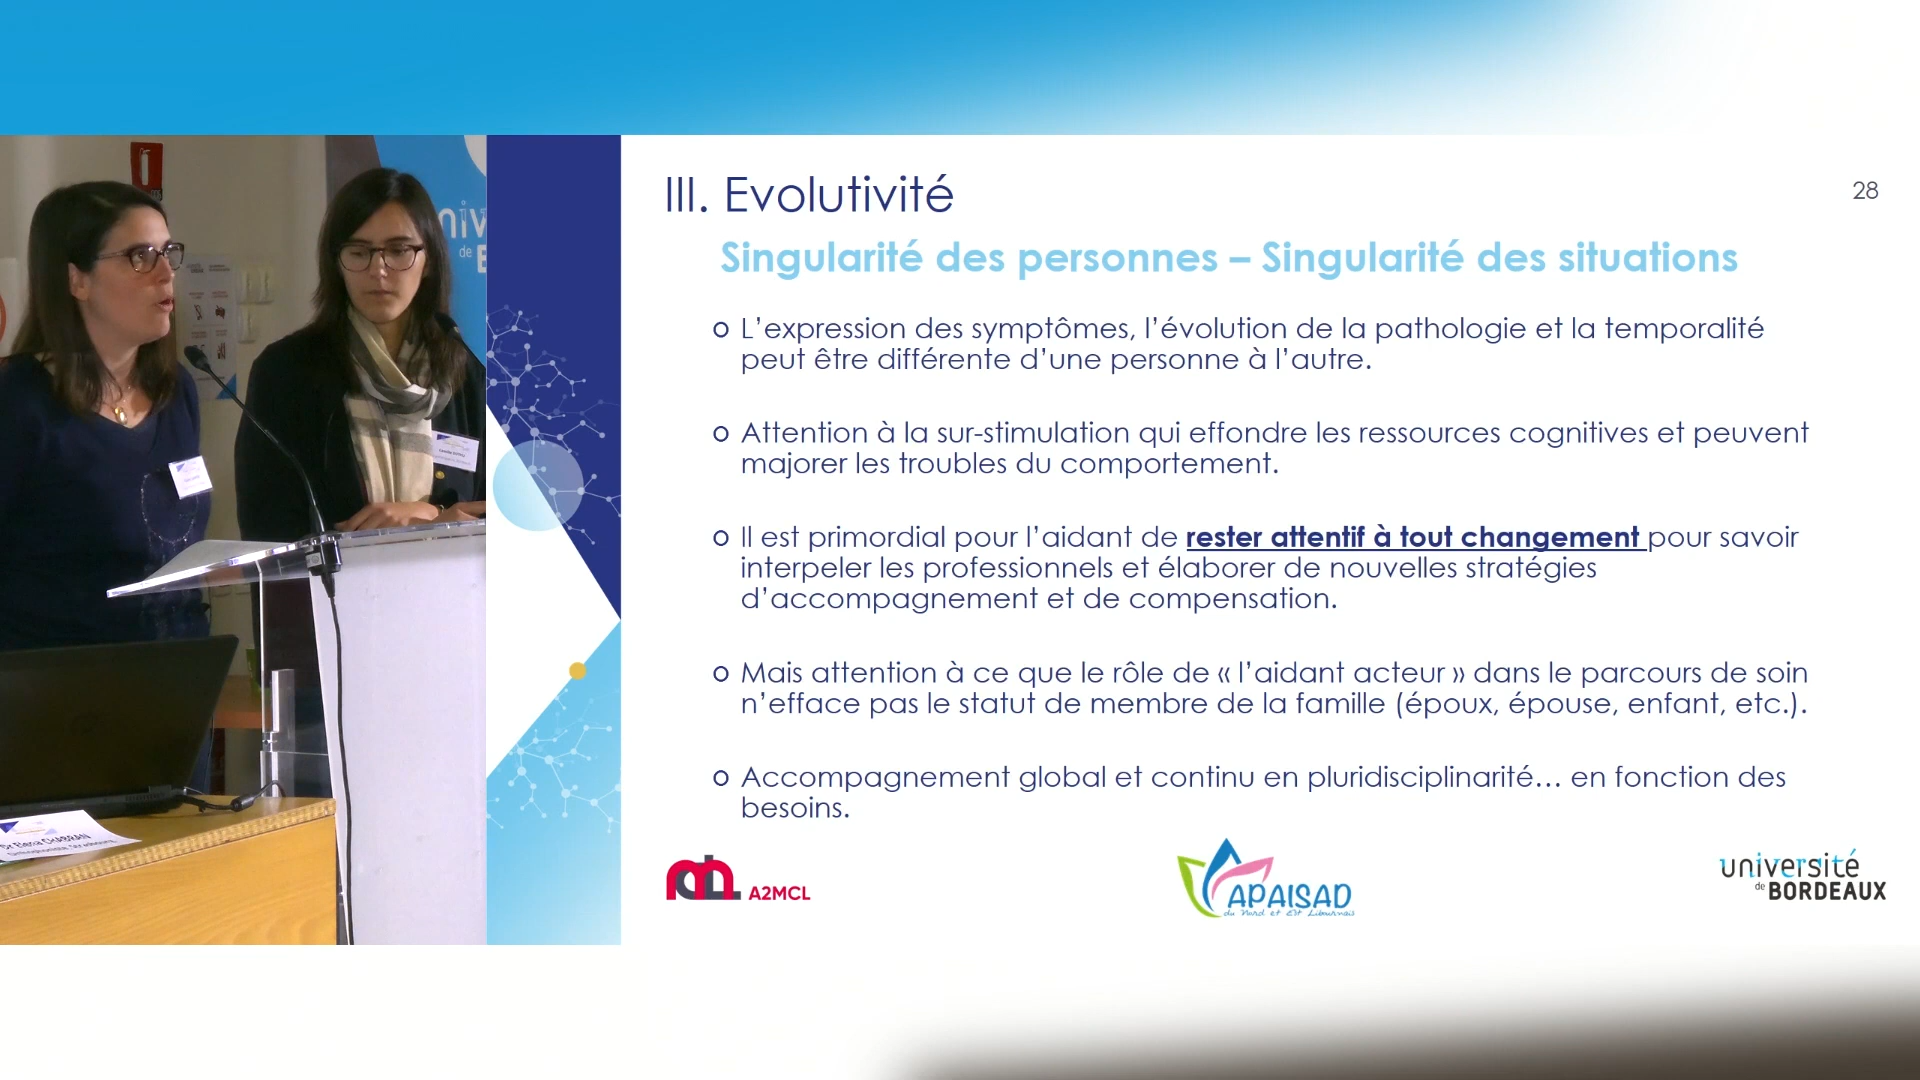 III. Evolutivité
28
Singularité des personnes – Singularité des situations
L’expression des symptômes, l’évolution de la pathologie et la temporalité
peut être différente d’une personne à l’autre.
Attention à la sur-stimulation qui effondre les ressources cognitives et peuvent
majorer les troubles du comportement.
Il est primordial pour l’aidant de rester attentif à tout changement pour savoir
interpeler les professionnels et élaborer de nouvelles stratégies
d’accompagnement et de compensation.
Mais attention à ce que le rôle de « l’aidant acteur » dans le parcours de soin
n’efface pas le statut de membre de la famille (époux, épouse, enfant, etc.).
Accompagnement global et continu en pluridisciplinarité… en fonction des
besoins.
A2MCL
APAISAD
du Nord et Est Libournais
université
de BORDEAUX
niv
de
Dr Elena CHABRAN